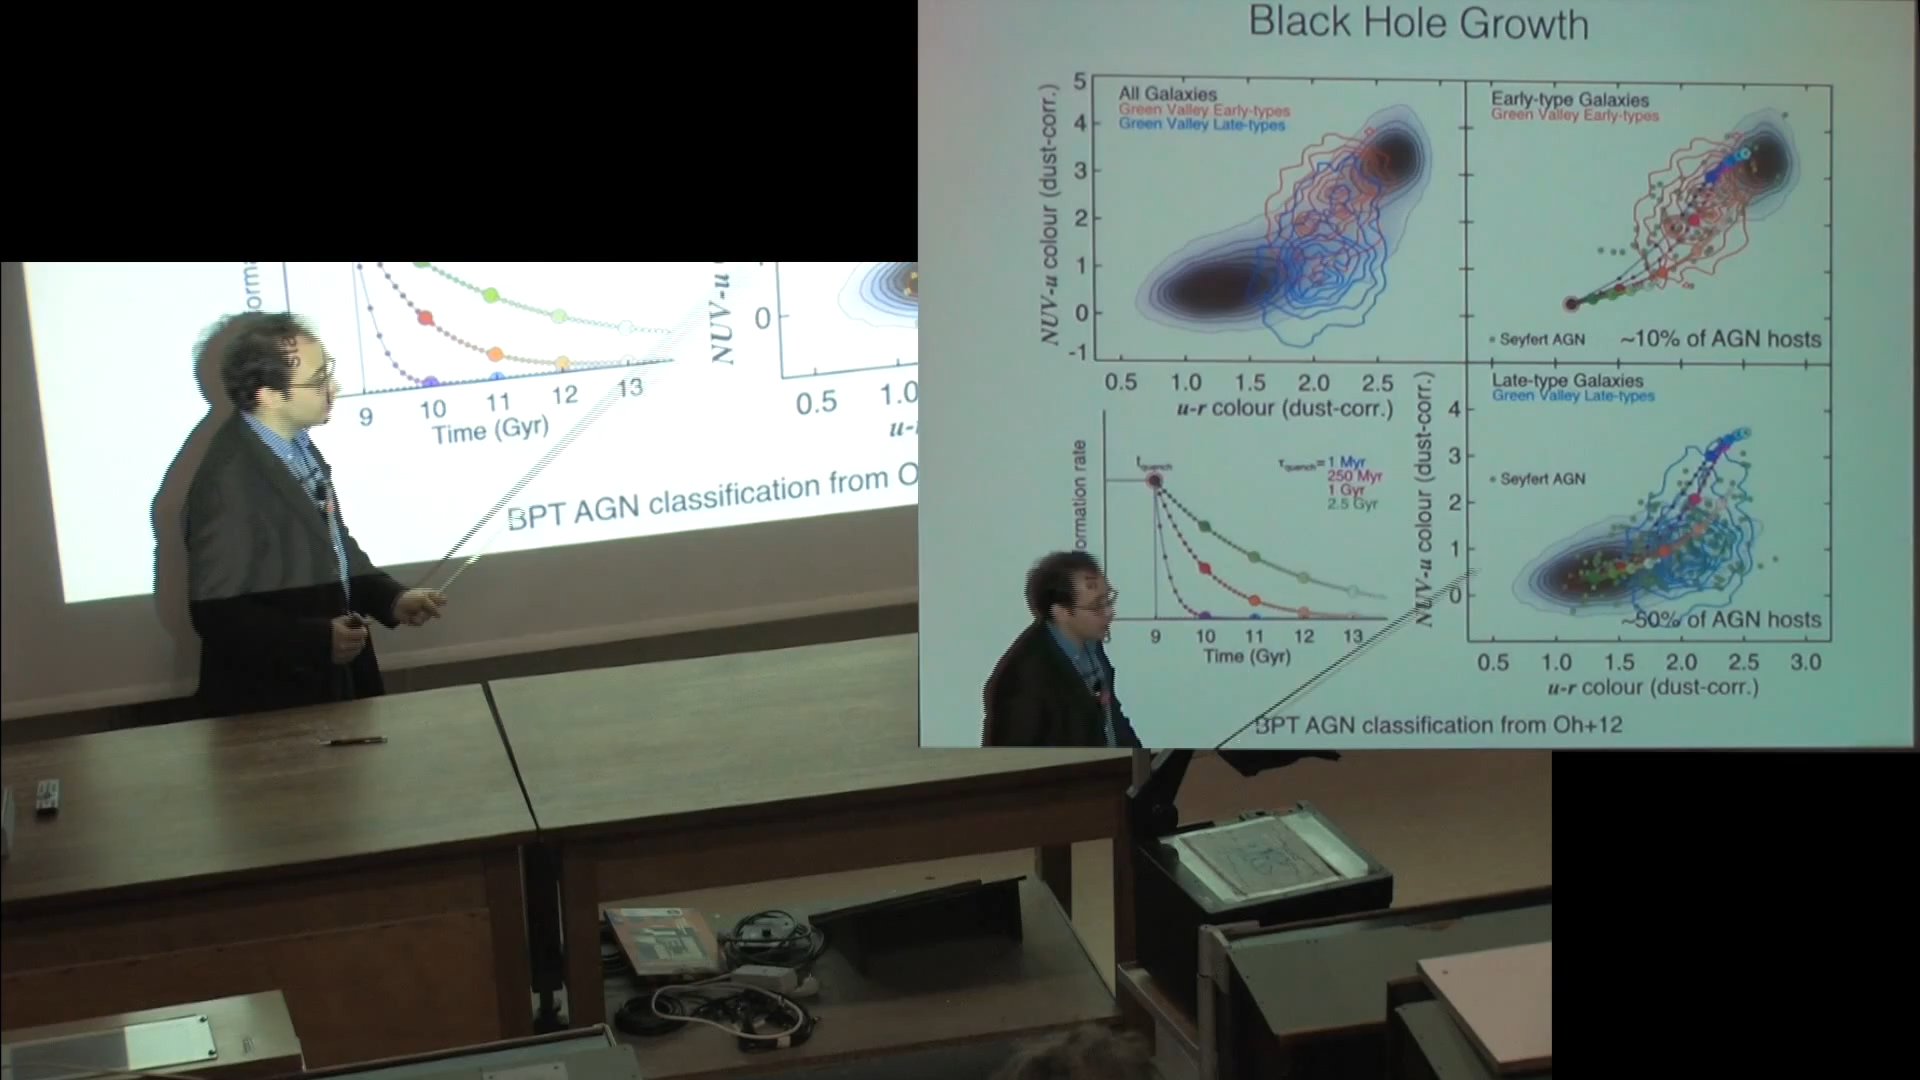 Black Hole Growth
All Galaxies
Green Valley Early-types
Green Valley Late-types
NUV-u colour (dust-corr.)
5
4
3
2
1
0
-1
0.5 1.0 1.5 2.0 2.5
u-r colour (dust-corr.)
Early-type Galaxies
Green Valley Early-types
Seyfert AGN
~10% of AGN hosts
Late-type Galaxies
Green Valley Late-types
NUV-u colour (dust-corr.)
4
3
2
1
0
Seyfert AGN
~50% of AGN hosts
0.5 1.0 1.5 2.0 2.5 3.0
u-r colour (dust-corr.)
ormation rate
tquench
τquench= 1 Myr
250 Myr
1 Gyr
2.5 Gyr
9 10 11 12 13
Time (Gyr)
BPT AGN classification from Oh+12
orma
sta
9 10 11 12 13
Time (Gyr)
NUV-u
0
0.5 1.0
u-
BPT AGN classification from O